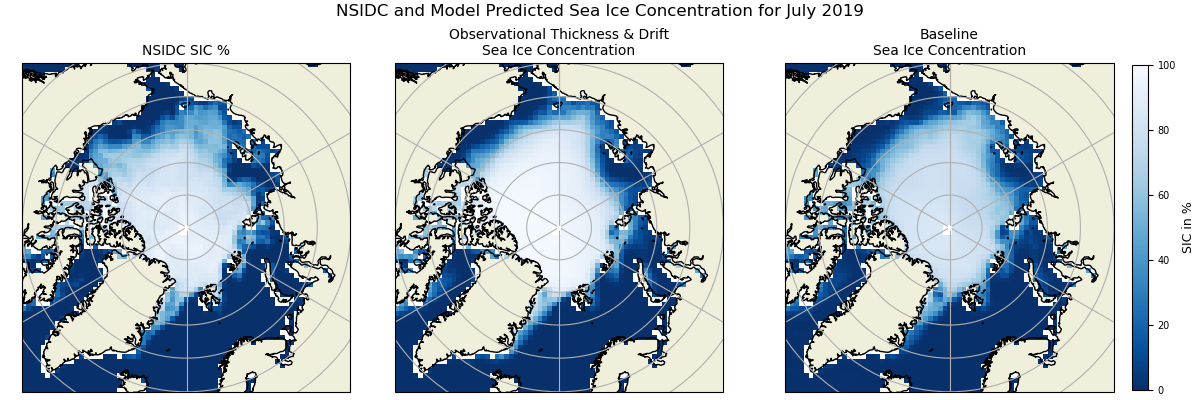 NSIDC and Model Predicted Sea Ice Concentration for July 2019
NSIDC SIC %
Observational Thickness & Drift
Sea Ice Concentration
Baseline
Sea Ice Concentration
100
80
60
40
20
0
SIC in %